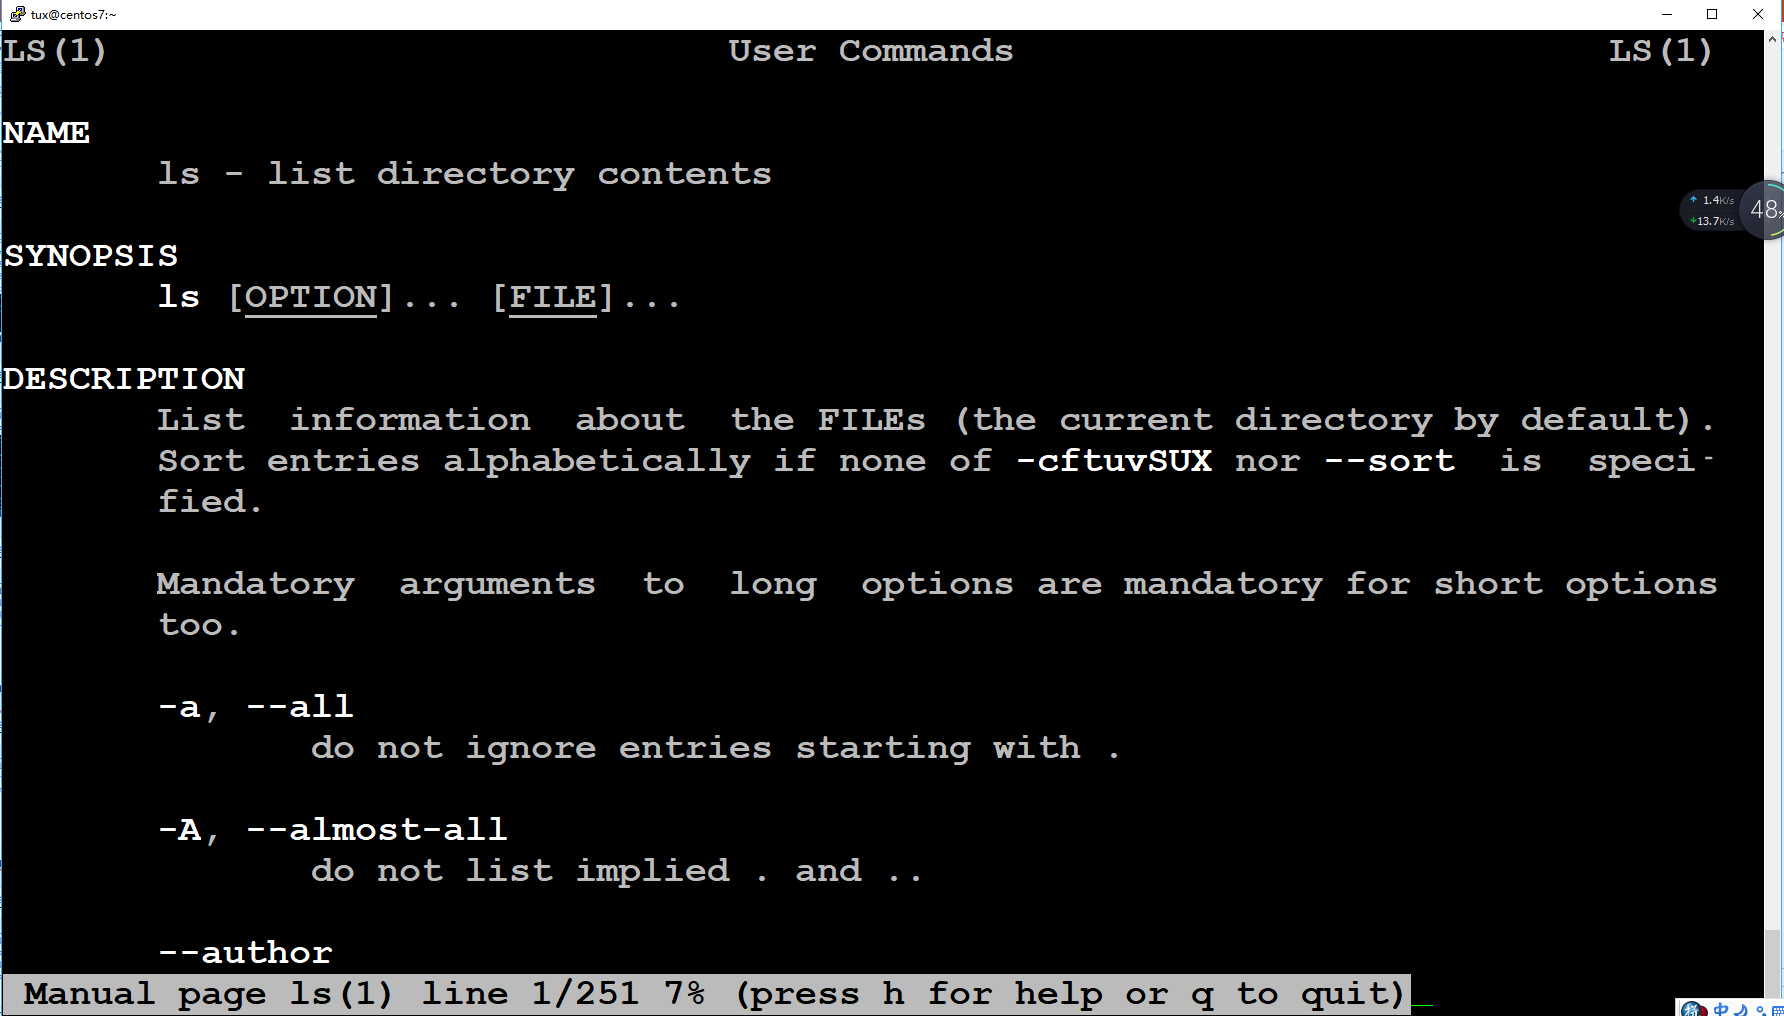 tux@centos7:~
LS(1) User Commands LS(1)
NAME
ls - list directory contents
SYNOPSIS
ls [OPTION]... [FILE]...
DESCRIPTION
List information about the FILEs (the current directory by default).
Sort entries alphabetically if none of -cftuvSUX nor --sort is speci-
fied.
Mandatory arguments to long options are mandatory for short options
too.
-a, --all
do not ignore entries starting with .
-A, --almost-all
do not list implied . and ..
--author
Manual page ls(1) line 1/251 7% (press h for help or q to quit)
1.4K/s
13.7K/s
48%
中